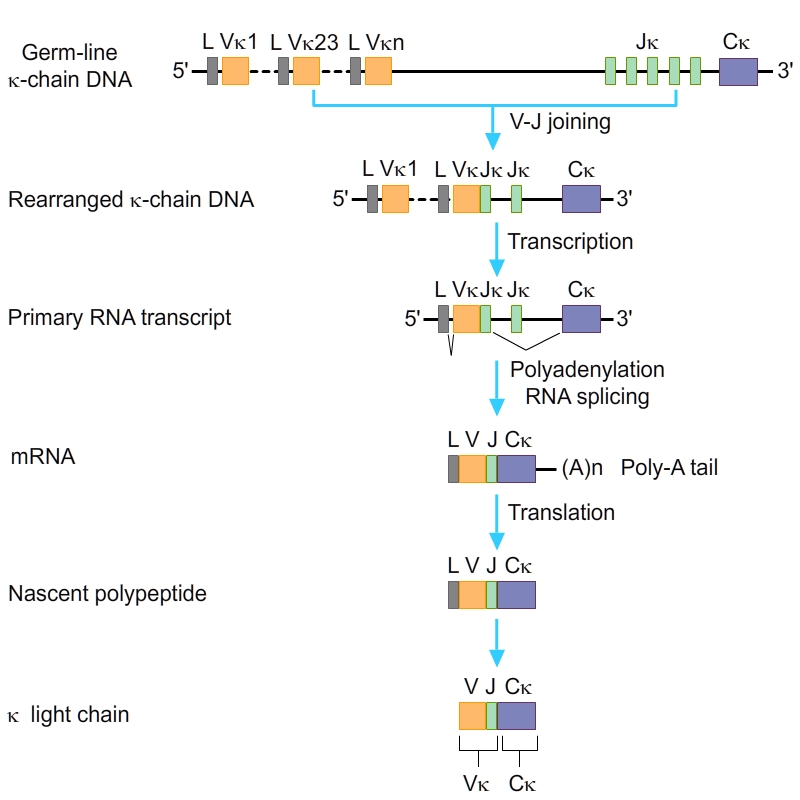 Germ-line
κ-chain DNA
L Vκ1 L Vκ23 L Vκn Jκ Cκ
5' 3'
V-J joining
L Vκ1 L VκJκ Jκ Cκ
Rearranged κ-chain DNA 5' 3'
Transcription
L VκJκ Jκ Cκ
Primary RNA transcript 5' 3'
Polyadenylation
RNA splicing
L V J Cκ
mRNA (A)n Poly-A tail
Translation
L V J Cκ
Nascent polypeptide
V J Cκ
κ light chain
Vκ Cκ